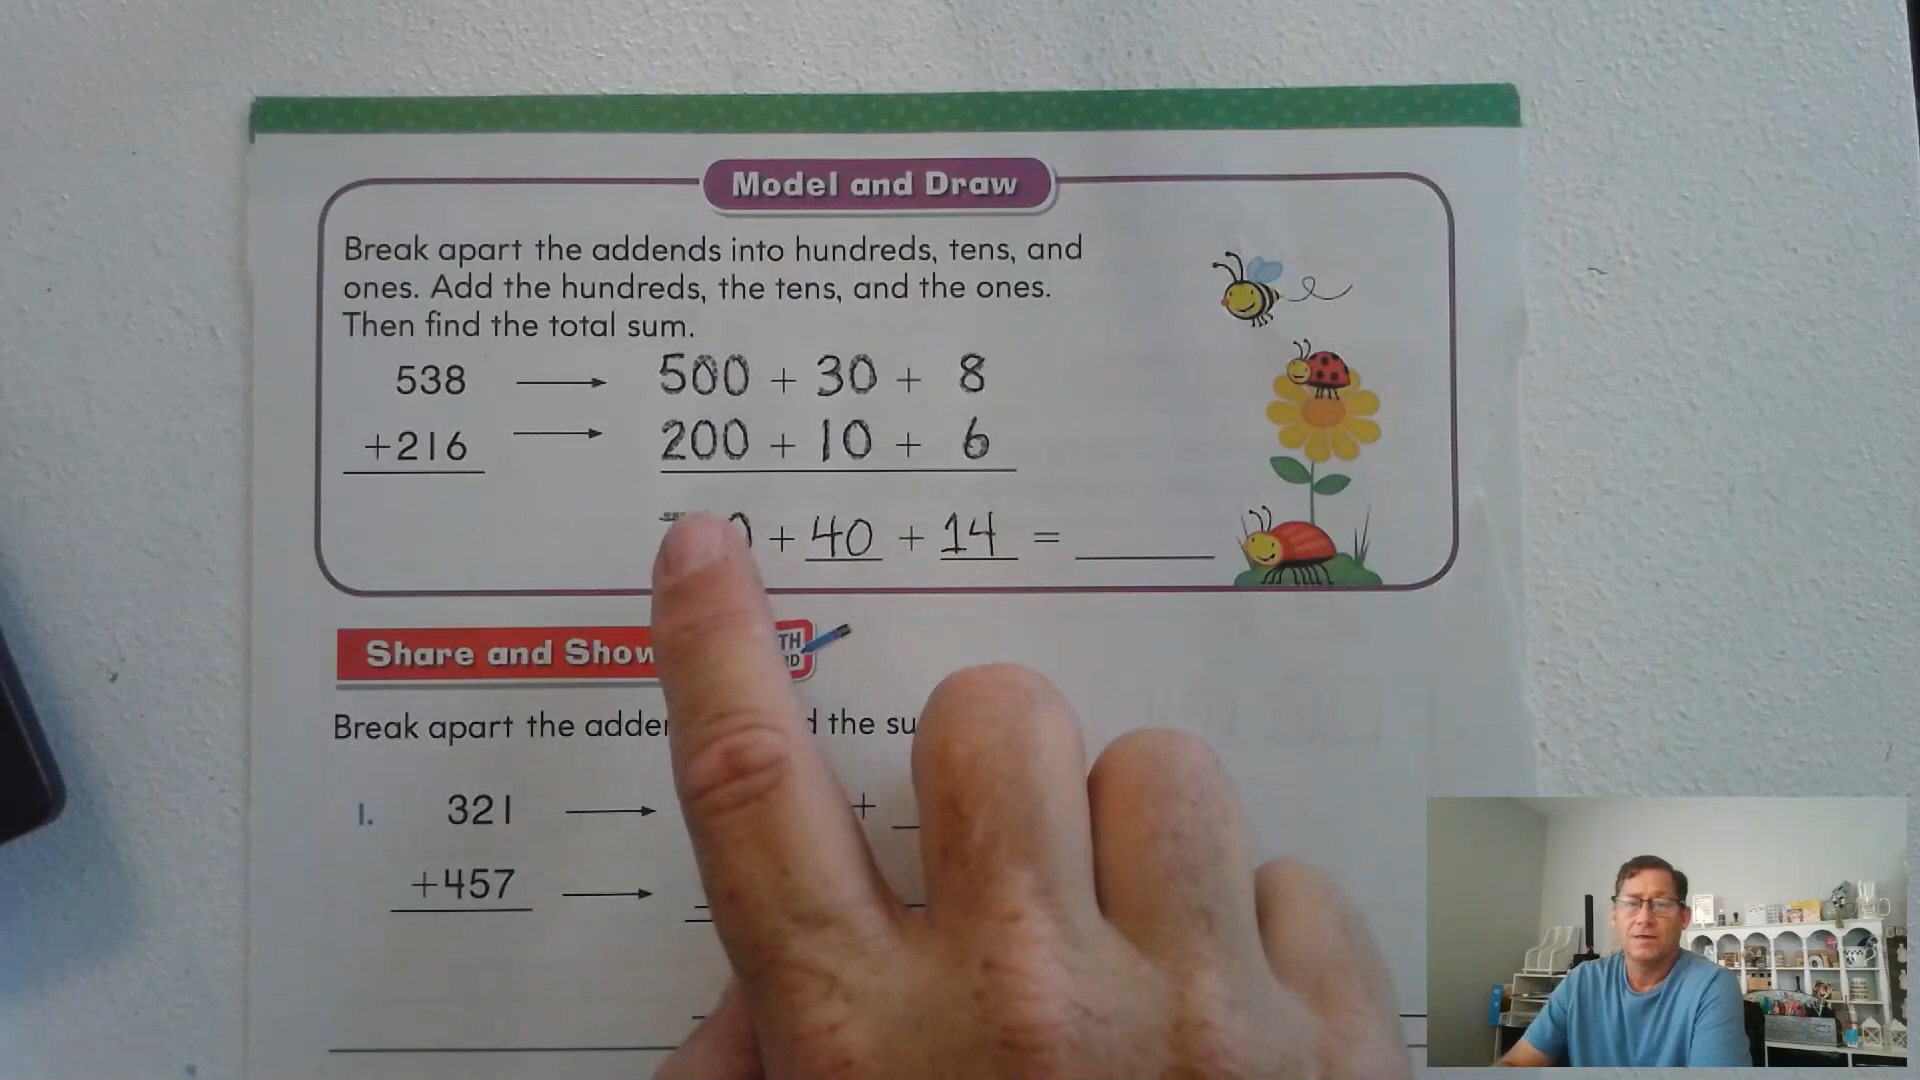 Model and Draw
Break apart the addends into hundreds, tens, and
ones. Add the hundreds, the tens, and the ones.
Then find the total sum.
538 → 500 + 30 + 8
+216 → 200 + 10 + 6
+ 40 + 14 = ____
Share and Show
Break apart the the
1. 321 → +
+457 →